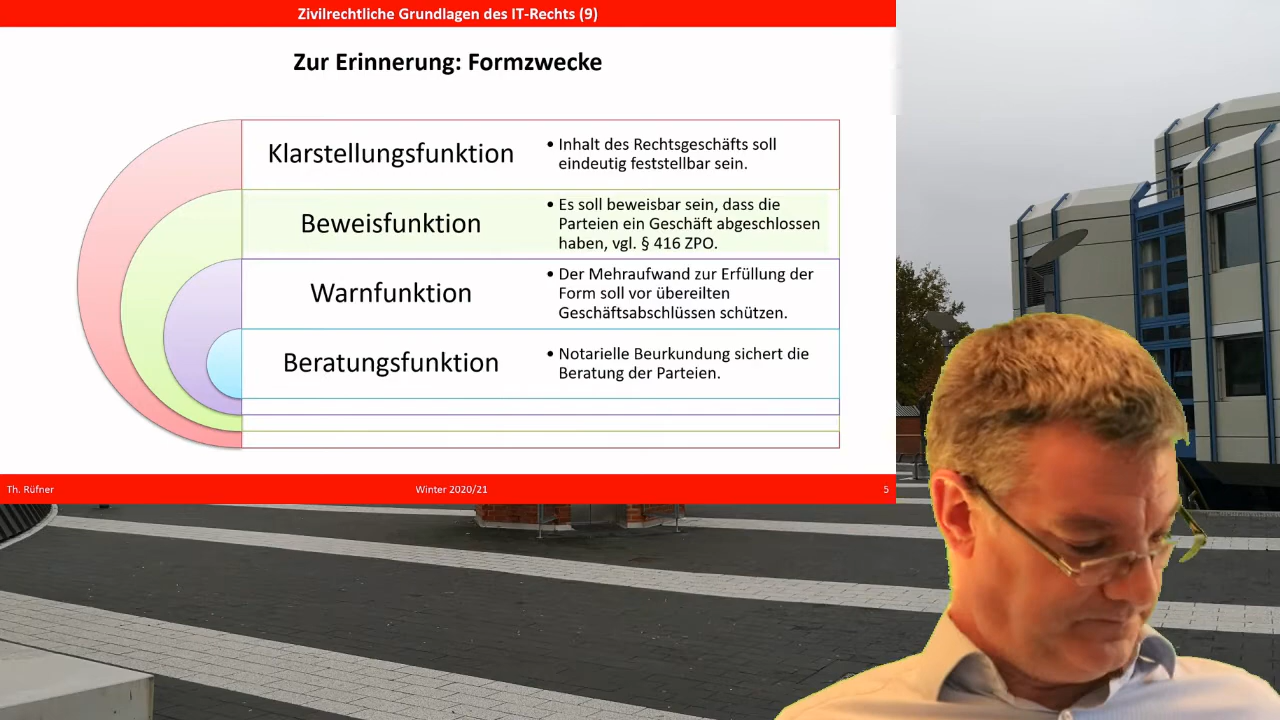 Zivilrechtliche Grundlagen des IT-Rechts (9)
Zur Erinnerung: Formzwecke
Klarstellungsfunktion
• Inhalt des Rechtsgeschäfts soll
eindeutig feststellbar sein.
Beweisfunktion
• Es soll beweisbar sein, dass die
Parteien ein Geschäft abgeschlossen
haben, vgl. § 416 ZPO.
Warnfunktion
• Der Mehraufwand zur Erfüllung der
Form soll vor übereilten
Geschäftsabschlüssen schützen.
Beratungsfunktion
• Notarielle Beurkundung sichert die
Beratung der Parteien.
Th. Rüfner
Winter 2020/21
5